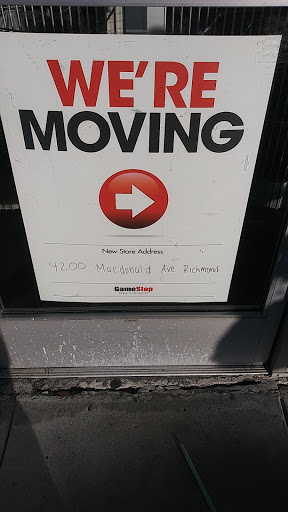 WE'RE
MOVING
New Store Address:
4200 Macdonald Ave Richmond
GameStop